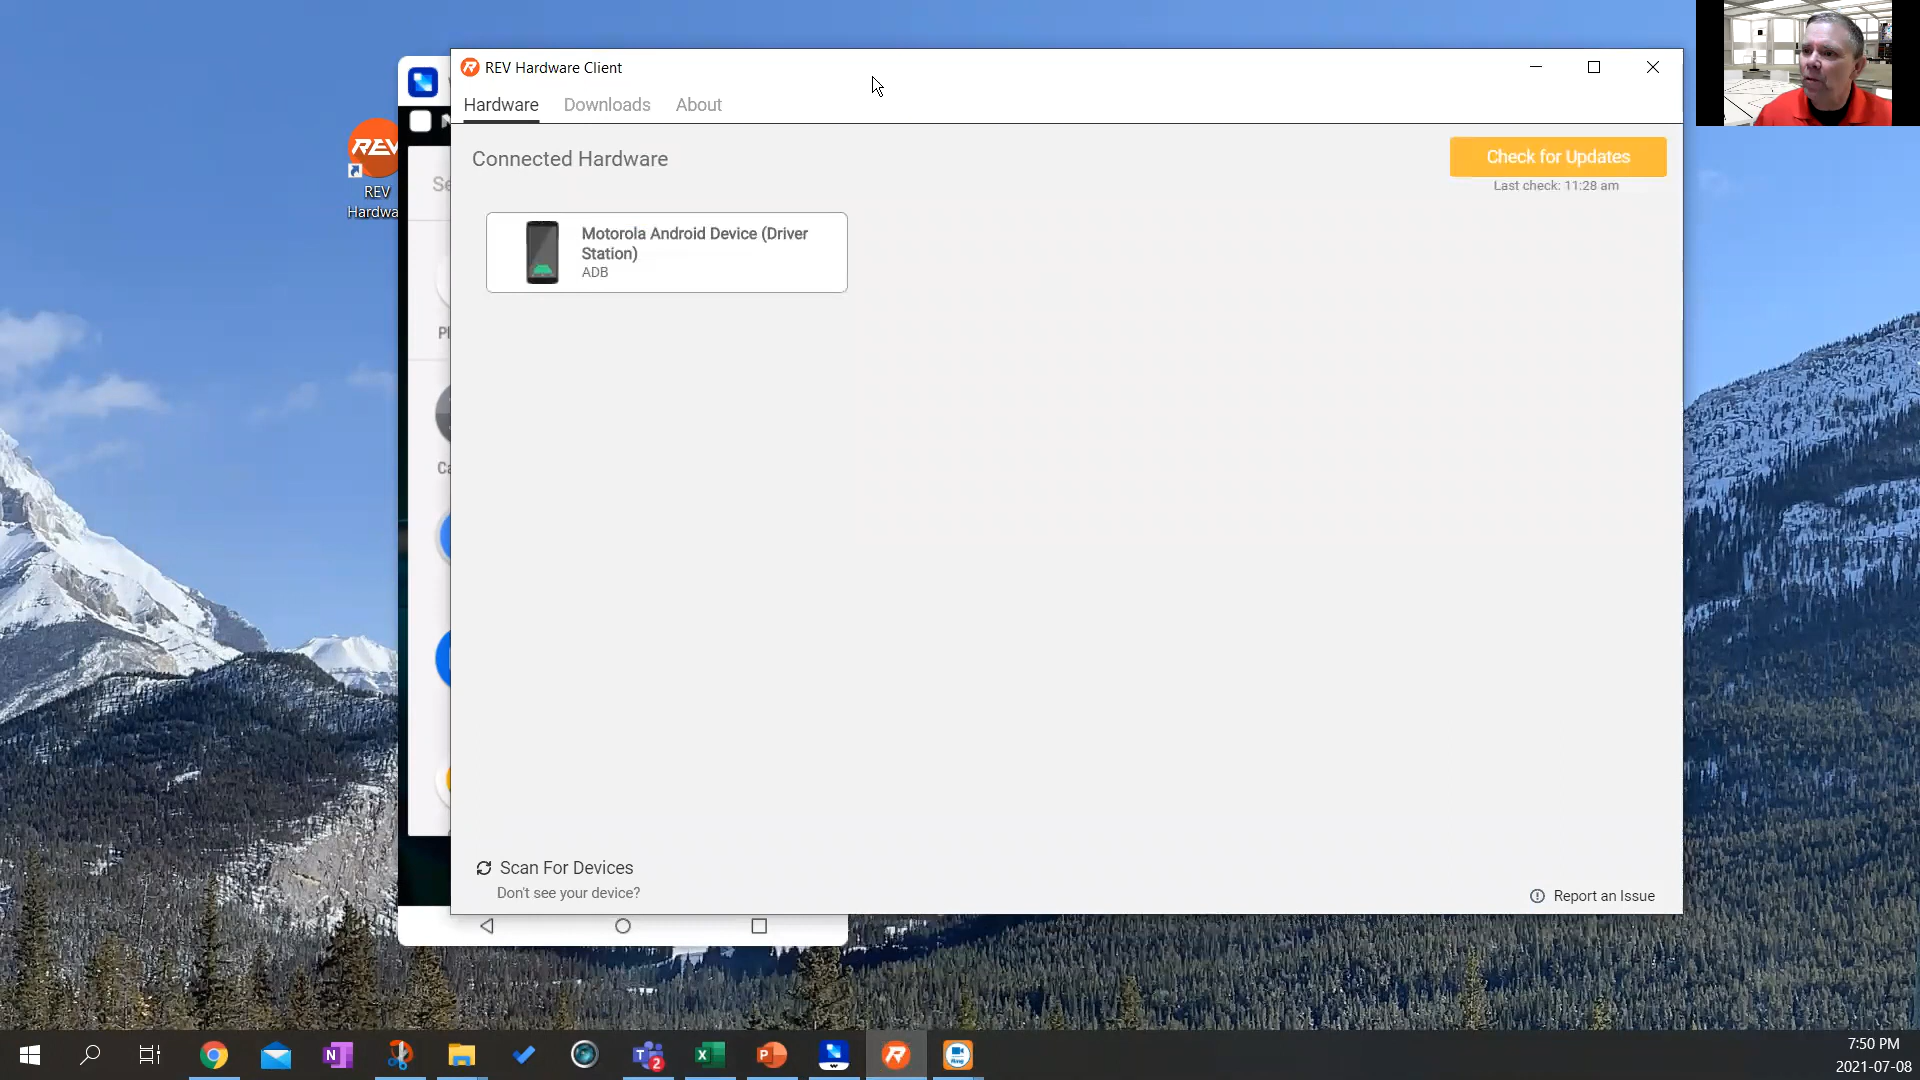 REV Hardware Client
Hardware Downloads About
Connected Hardware
Check for Updates
Last check: 11:28 am
Motorola Android Device (Driver
Station)
ADB
REV
REV
Hardwa
Se
Pl
Ca
Scan For Devices
Don't see your device?
Report an Issue
2
7:50 PM
2021-07-08